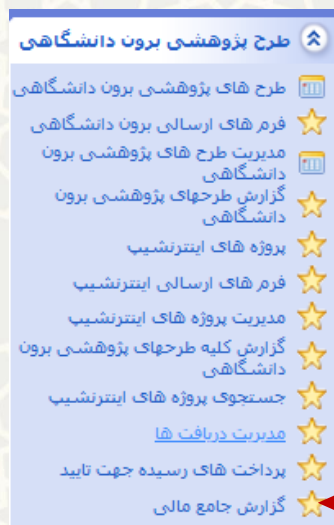 طرح پژوهشی برون دانشگاهی
طرح های پژوهشی برون دانشگاهی
فرم های ارسالی برون دانشگاهی
مدیریت طرح های پژوهشی برون
دانشگاهی
گزارش طرحهای پژوهشی برون
دانشگاهی
پروژه های اینترنشیپ
فرم های ارسالی اینترنشیپ
مدیریت پروژه های اینترنشیپ
گزارش کلیه طرحهای پژوهشی برون
دانشگاهی
جستجوی پروژه های اینترنشیپ
مدیریت دریافت ها
پرداخت های رسیده جهت تایید
گزارش جامع مالی